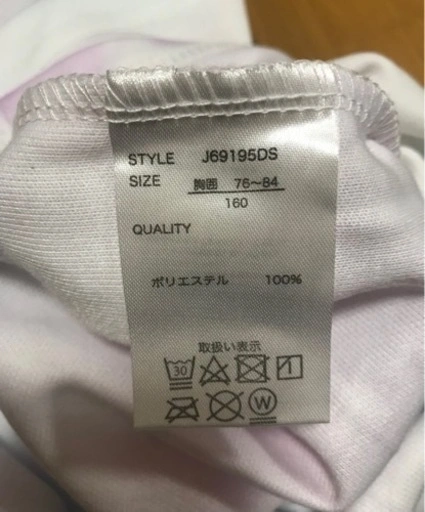 STYLE J69195DS
SIZE 胸囲 76〜84
160
QUALITY
ポリエステル 100%
取扱い表示
30
W